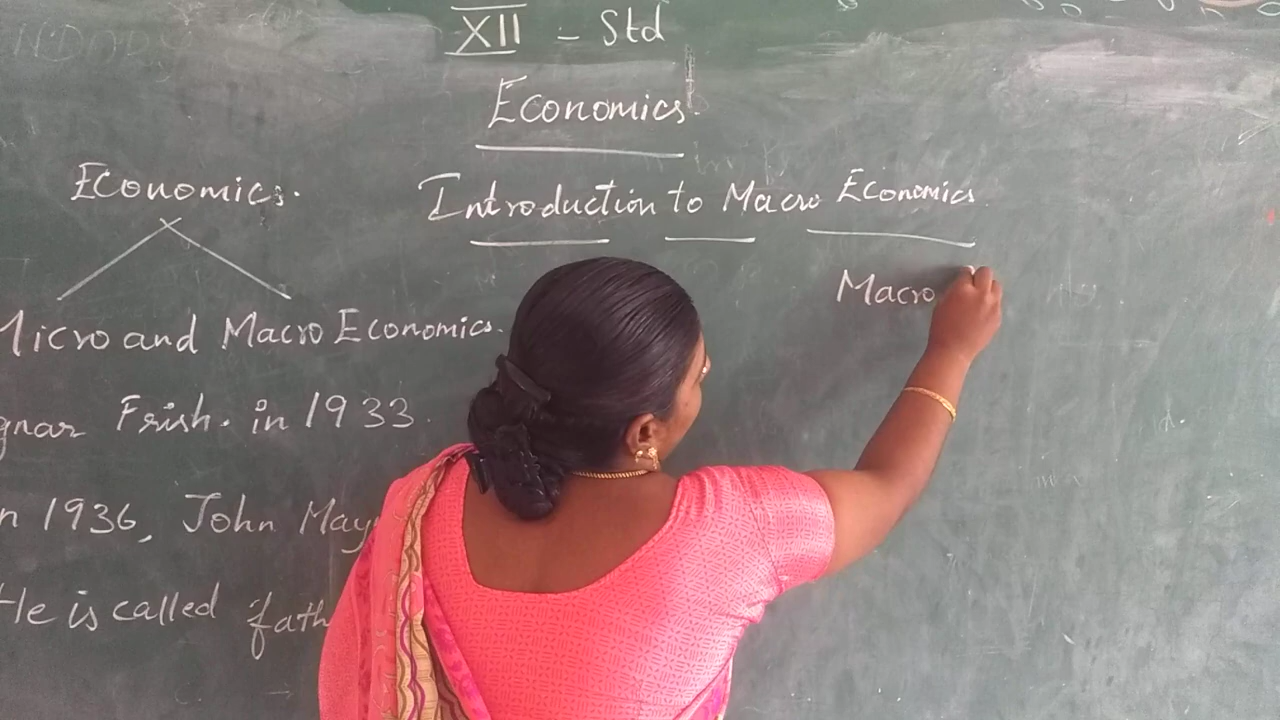 XII - Std
Economics
Economics.
Introduction to Macro Economics
Macro
Micro and Macro Economics.
gnar Frish. in 1933
n 1936, John May
He is called fath